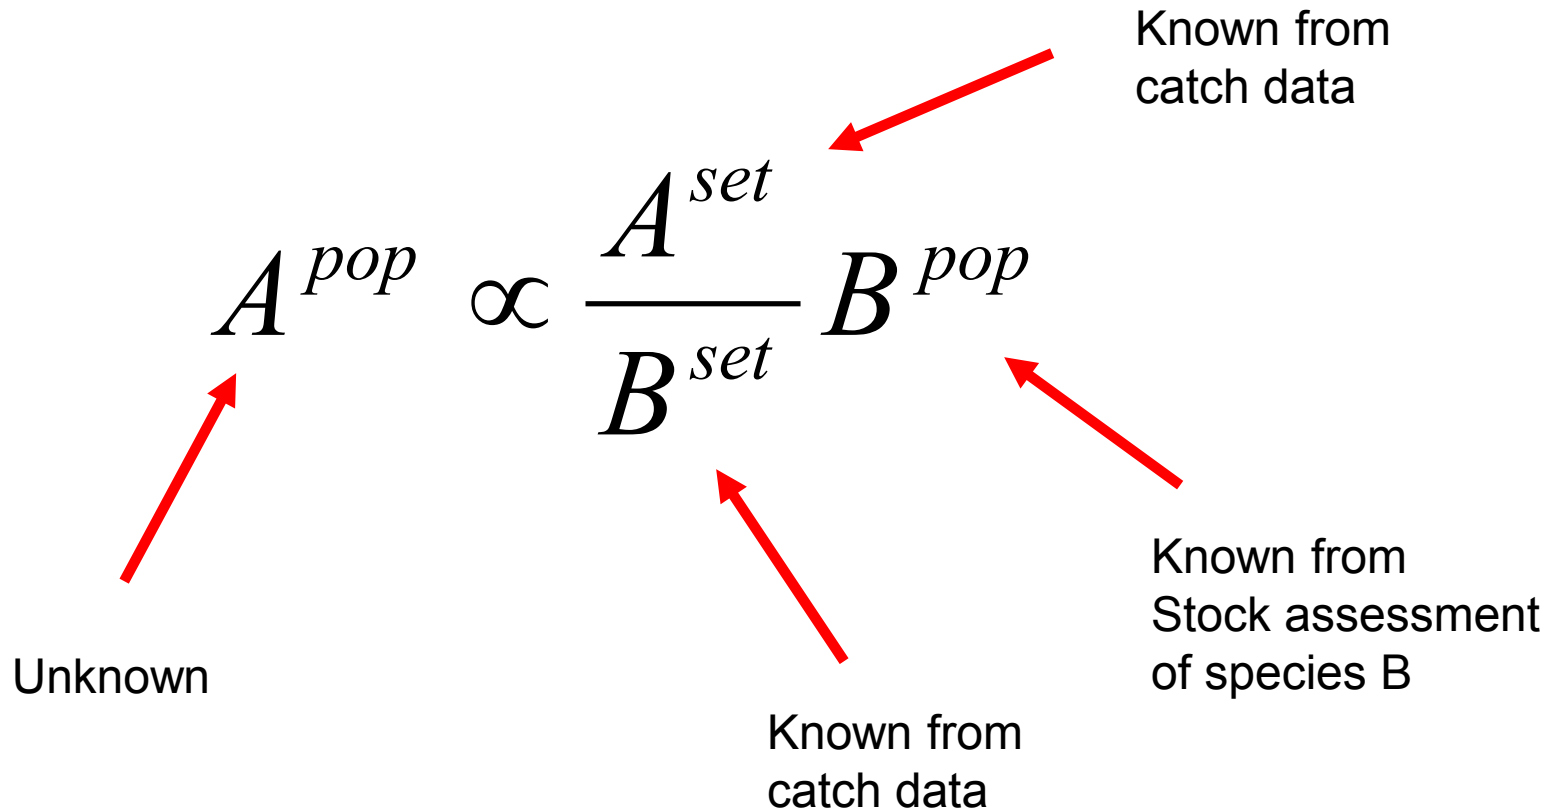 Known from
catch data
A^{pop} ∝ \frac{A^{set}}{B^{set}} B^{pop}
Unknown
Known from
catch data
Known from
Stock assessment
of species B